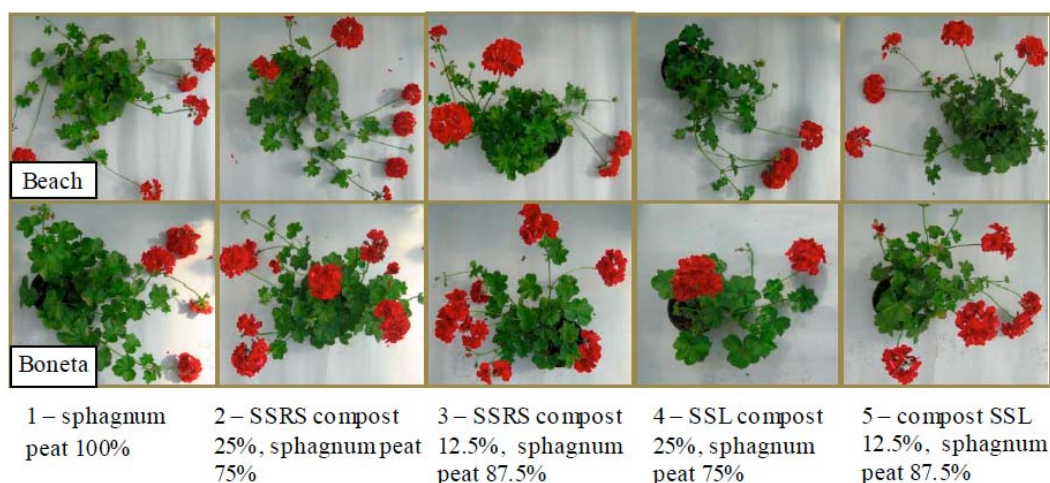 Beach
Boneta
1 – sphagnum
peat 100%
2 – SSRS compost
25%, sphagnum peat
75%
3 – SSRS compost
12.5%, sphagnum
peat 87.5%
4 – SSL compost
25%, sphagnum
peat 75%
5 – compost SSL
12.5%, sphagnum
peat 87.5%